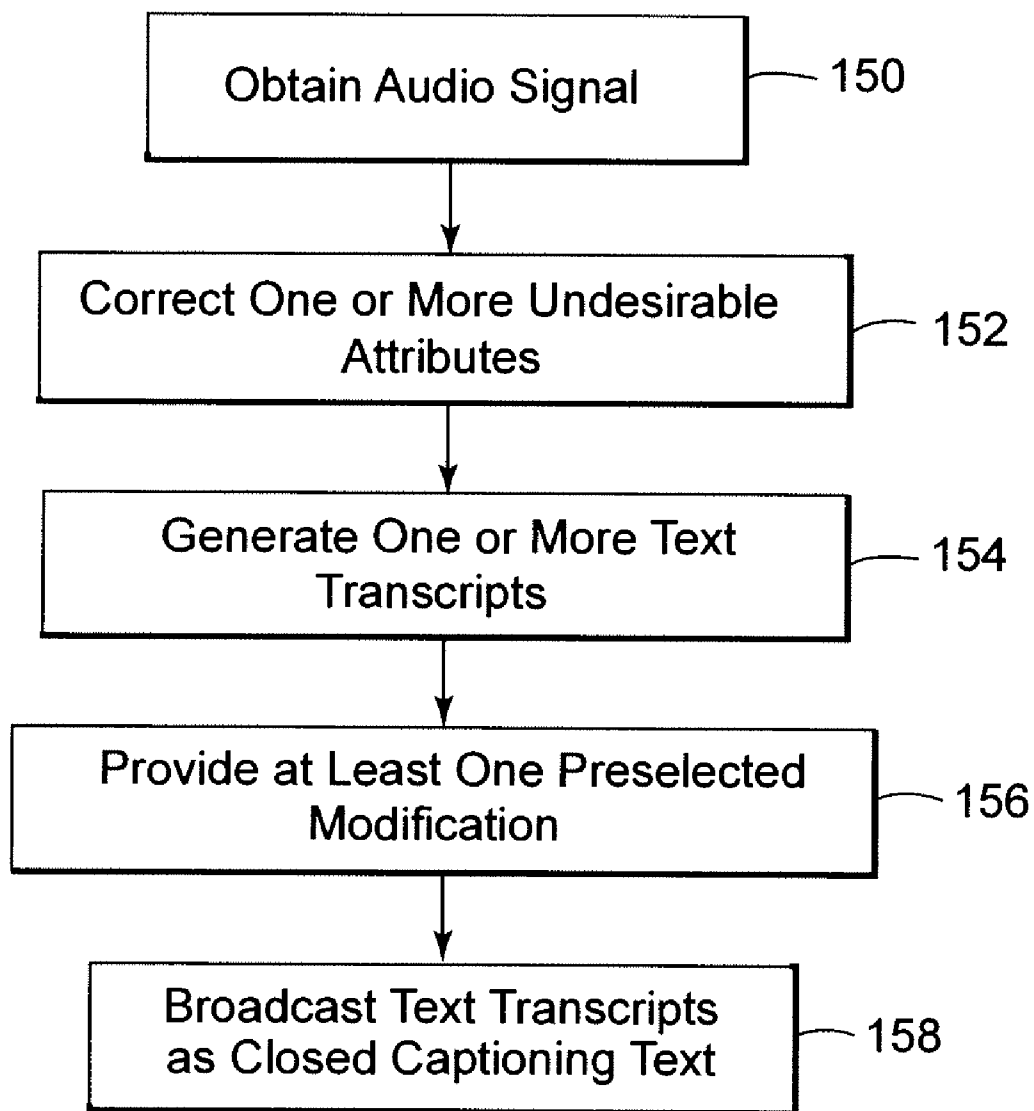 Obtain Audio Signal
150
Correct One or More Undesirable
Attributes
152
Generate One or More Text
Transcripts
154
Provide at Least One Preselected
Modification
156
Broadcast Text Transcripts
as Closed Captioning Text
158